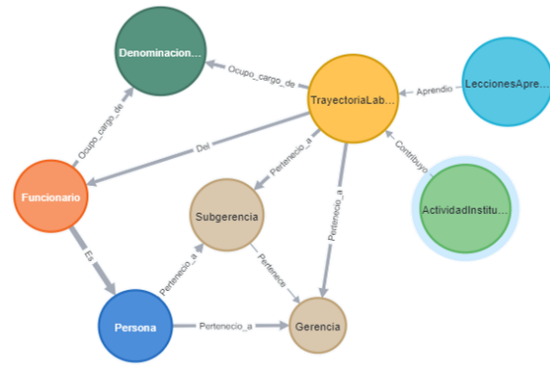 Denominacion...
Ocupo_cargo_de
TrayectoriaLab...
Aprendio
LeccionesApre...
Ocupo_cargo_de
Del
Pertenecio_a
Contribuyo
Funcionario
Subgerencia
Pertenecio_a
ActividadInstitu...
Es
Pertenecio_a
Pertenece
Persona
Pertenecio_a
Gerencia